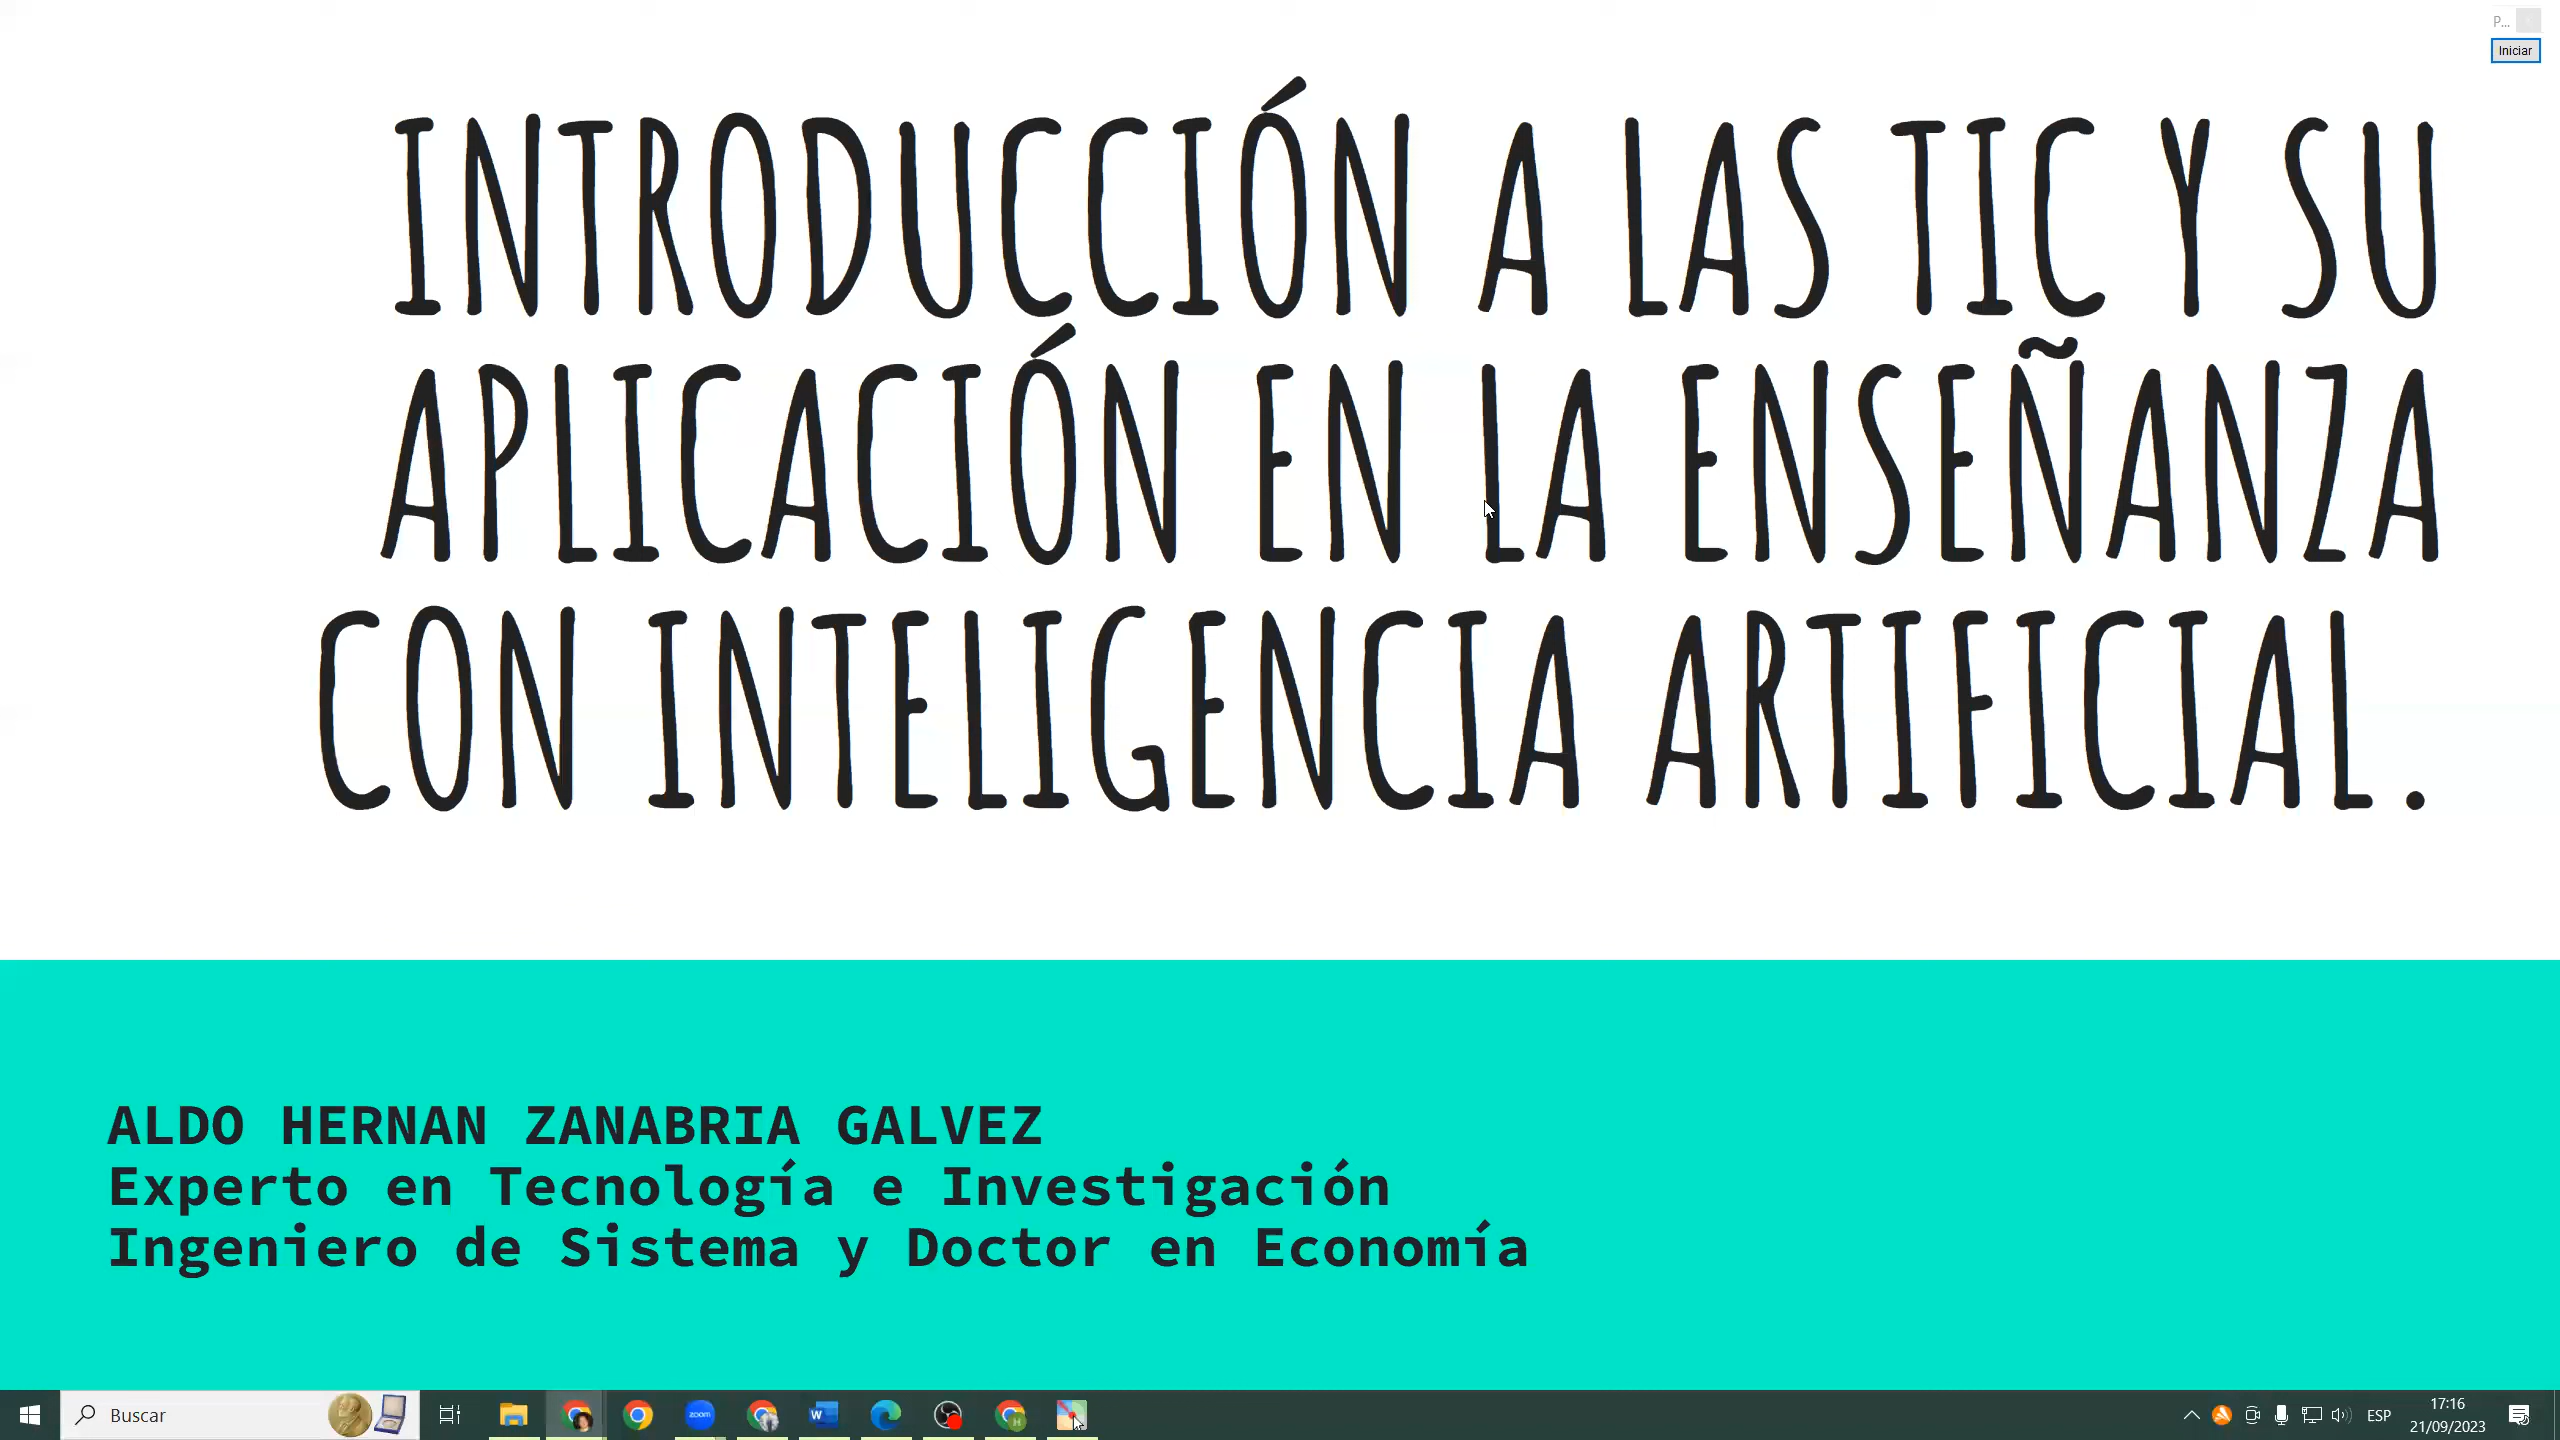 P...
Iniciar
INTRODUCCIÓN A LAS TIC Y SU
APLICACIÓN EN LA ENSEÑANZA
CON INTELIGENCIA ARTIFICIAL.
ALDO HERNAN ZANABRIA GALVEZ
Experto en Tecnología e Investigación
Ingeniero de Sistema y Doctor en Economía
Buscar
zoom
W
H
ESP
17:16
21/09/2023